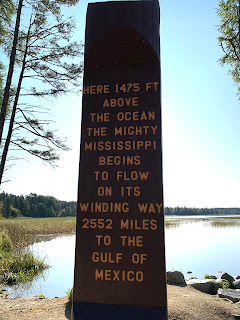 HERE 1475 FT
ABOVE
THE OCEAN
THE MIGHTY
MISSISSIPPI
BEGINS
TO FLOW
ON ITS
WINDING WAY
2552 MILES
TO THE
GULF OF
MEXICO